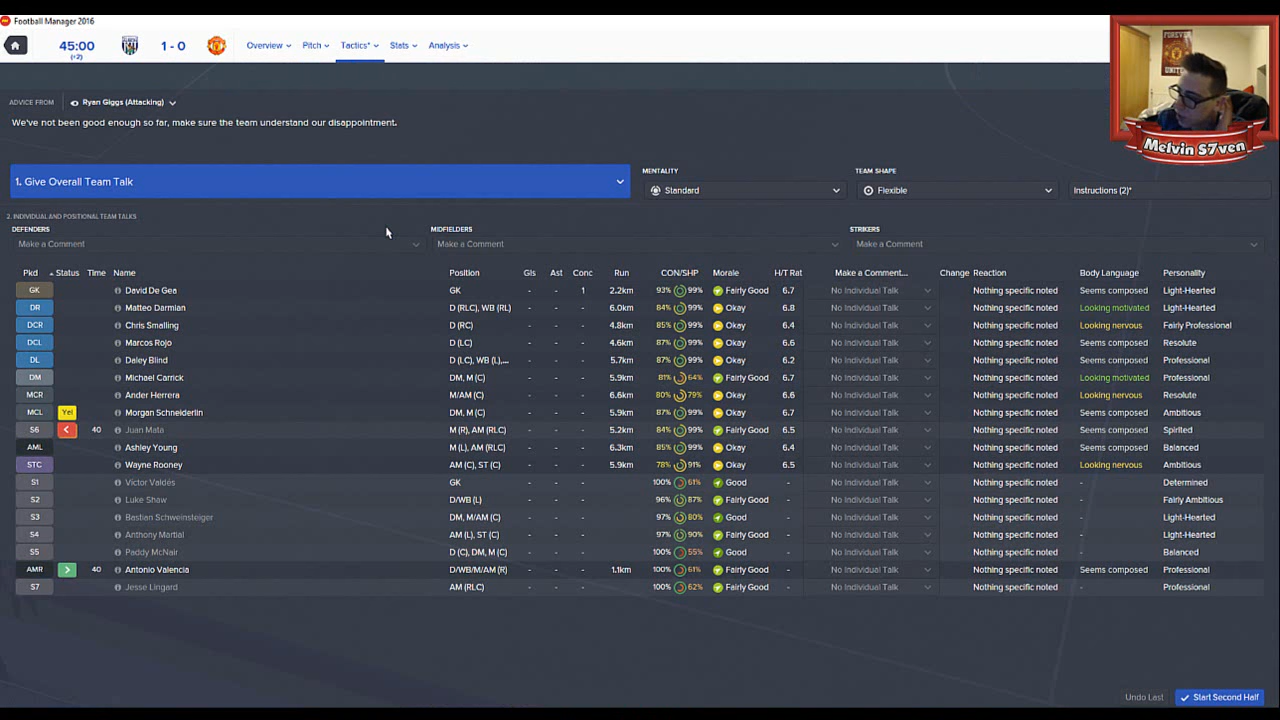 Football Manager 2016
45:00 1 - 0 Overview Pitch Tactics* Stats Analysis
(+2)
FOREVER
UNITED
Melvin S7ven
ADVICE FROM Ryan Giggs (Attacking)
We've not been good enough so far, make sure the team understand our disappointment.
MENTALITY TEAM SHAPE
1. Give Overall Team Talk Standard Flexible Instructions (2)*
2. INDIVIDUAL AND POSITIONAL TEAM TALKS
DEFENDERS MIDFIELDERS STRIKERS
Make a Comment Make a Comment Make a Comment
Pkd Status Time Name Position Gls Ast Conc Run CON/SHP Morale H/T Rat Make a Comment... Change Reaction Body Language Personality
GK David De Gea GK - - 1 2.2km 93% 99% Fairly Good 6.7 No Individual Talk Nothing specific noted Seems composed Light-Hearted
DR Matteo Darmian D (RLC), WB (RL) - - - 6.0km 84% 99% Okay 6.8 No Individual Talk Nothing specific noted Looking motivated Light-Hearted
DCR Chris Smalling D (RC) - - - 4.8km 85% 99% Okay 6.4 No Individual Talk Nothing specific noted Looking nervous Fairly Professional
DCL Marcos Rojo D (LC) - - - 4.6km 87% 99% Okay 6.6 No Individual Talk Nothing specific noted Seems composed Resolute
DL Daley Blind D (LC), WB (L),... - - - 5.7km 87% 99% Okay 6.2 No Individual Talk Nothing specific noted Seems composed Professional
DM Michael Carrick DM, M (C) - - - 5.9km 81% 64% Fairly Good 6.7 No Individual Talk Nothing specific noted Looking motivated Professional
MCR Ander Herrera M/AM (C) - - - 6.6km 80% 79% Okay 6.6 No Individual Talk Nothing specific noted Looking nervous Resolute
MCL Yel Morgan Schneiderlin DM, M (C) - - - 5.9km 87% 99% Okay 6.7 No Individual Talk Nothing specific noted Seems composed Ambitious
S6 40 Juan Mata M (R), AM (RLC) - - - 5.2km 84% 99% Fairly Good 6.5 No Individual Talk Nothing specific noted Seems composed Spirited
AML Ashley Young M (L), AM (RLC) - - - 6.3km 85% 99% Okay 6.4 No Individual Talk Nothing specific noted Seems composed Balanced
STC Wayne Rooney AM (C), ST (C) - - - 5.9km 78% 91% Okay 6.5 No Individual Talk Nothing specific noted Looking nervous Ambitious
S1 Víctor Valdés GK - - - 100% 61% Good - No Individual Talk Nothing specific noted - Determined
S2 Luke Shaw D/WB (L) - - - 96% 87% Fairly Good - No Individual Talk Nothing specific noted - Fairly Ambitious
S3 Bastian Schweinsteiger DM, M/AM (C) - - - 97% 80% Good - No Individual Talk Nothing specific noted - Light-Hearted
S4 Anthony Martial AM (L), ST (C) - - - 97% 90% Fairly Good - No Individual Talk Nothing specific noted - Light-Hearted
S5 Paddy McNair D (C), DM, M (C) - - - 100% 55% Good - No Individual Talk Nothing specific noted - Balanced
AMR 40 Antonio Valencia D/WB/M/AM (R) - - - 1.1km 100% 61% Fairly Good - No Individual Talk Nothing specific noted Seems composed Professional
S7 Jesse Lingard AM (RLC) - - - 100% 62% Fairly Good - No Individual Talk Nothing specific noted - Professional
Undo Last Start Second Half